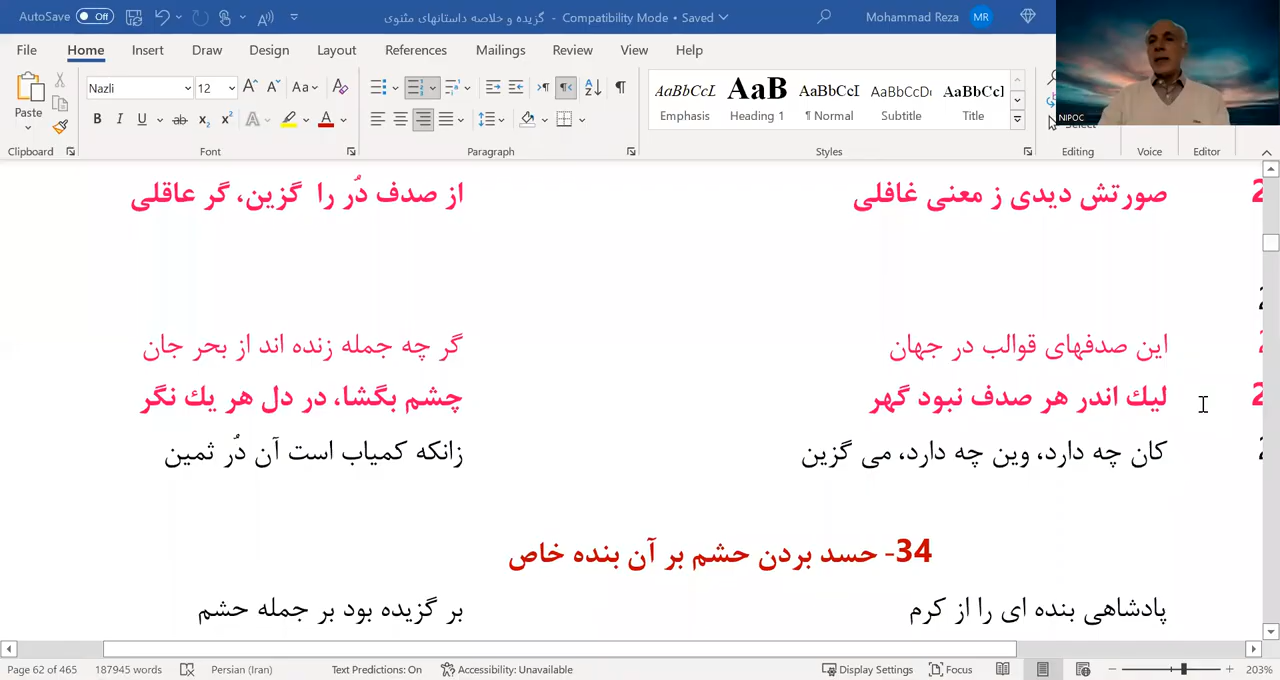 AutoSave Off گزیده و خلاصه داستانهای مثنوی - Compatibility Mode • Saved Mohammad Reza MR
File Home Insert Draw Design Layout References Mailings Review View Help
Nazli 12 Aa
Paste B I U ab x₂ x² A A
AaBbCcL AaB AaBbCcI AaBbCcD AaBbCcI
Emphasis Heading 1 ¶ Normal Subtitle Title
NIPOC
Select
Clipboard Font Paragraph Styles Editing Voice Editor
صورتش دیدی ز معنی غافلی از صدف دُر را گزین، گر عاقلی
این صدفهای قوالب در جهان گر چه جمله زنده اند از بحر جان
لیك اندر هر صدف نبود گهر چشم بگشا، در دل هر یك نگر
کان چه دارد، وین چه دارد، می گزین زانکه کمیاب است آن دُر ثمین
34- حسد بردن حشم بر آن بنده خاص
پادشاهی بنده ای را از کرم بر گزیده بود بر جمله حشم
Page 62 of 465 187945 words Persian (Iran) Text Predictions: On Accessibility: Unavailable Display Settings Focus 203%